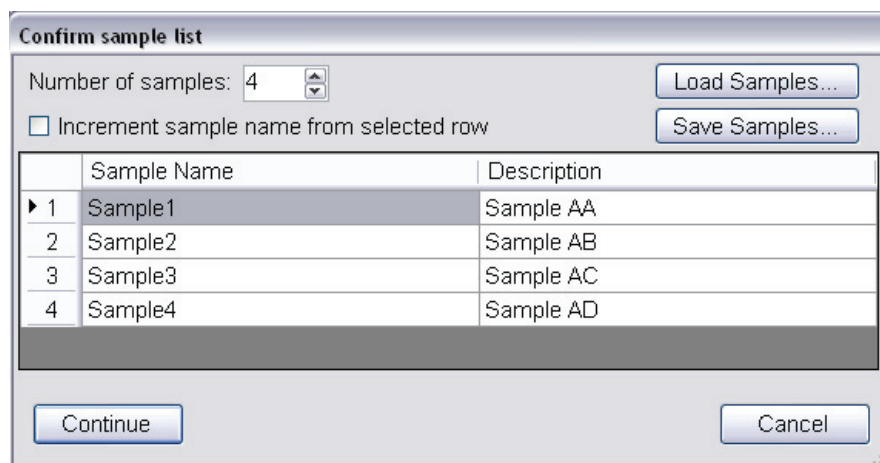 Confirm sample list
Number of samples: 4
Load Samples...
Increment sample name from selected row
Save Samples...
Sample Name Description
1 Sample1 Sample AA
2 Sample2 Sample AB
3 Sample3 Sample AC
4 Sample4 Sample AD
Continue Cancel